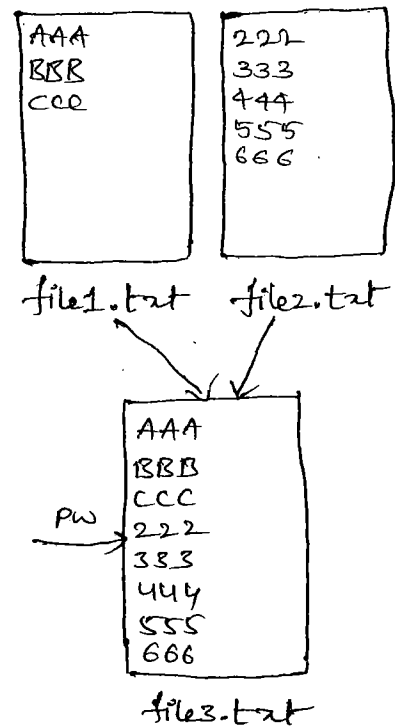 AAA
BBB
CCC
222
333
444
555
666
file1.txt
file2.txt
AAA
BBB
CCC
222
333
444
555
666
PW
file3.txt